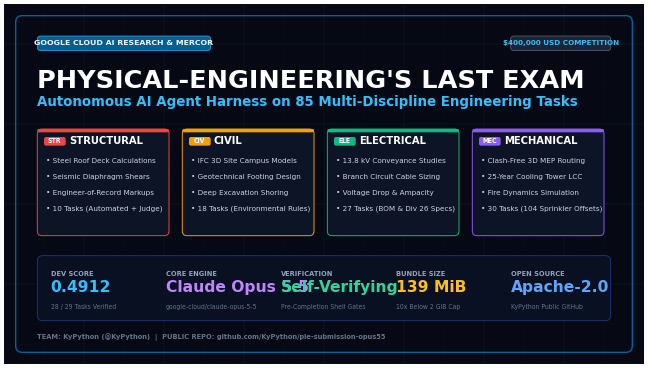 GOOGLE CLOUD AI RESEARCH & MERCOR
$400,000 USD COMPETITION
PHYSICAL-ENGINEERING'S LAST EXAM
Autonomous AI Agent Harness on 85 Multi-Discipline Engineering Tasks
STR STRUCTURAL
• Steel Roof Deck Calculations
• Seismic Diaphragm Shears
• Engineer-of-Record Markups
• 10 Tasks (Automated + Judge)
CIV CIVIL
• IFC 3D Site Campus Models
• Geotechnical Footing Design
• Deep Excavation Shoring
• 18 Tasks (Environmental Rules)
ELE ELECTRICAL
• 13.8 kV Conveyance Studies
• Branch Circuit Cable Sizing
• Voltage Drop & Ampacity
• 27 Tasks (BOM & Div 26 Specs)
MEC MECHANICAL
• Clash-Free 3D MEP Routing
• 25-Year Cooling Tower LCC
• Fire Dynamics Simulation
• 30 Tasks (104 Sprinkler Offsets)
DEV SCORE
0.4912
28 / 29 Tasks Verified
CORE ENGINE
Claude Opus 5.5
google-cloud/claude-opus-5-5
VERIFICATION
Self-Verifying
Pre-Completion Shell Gates
BUNDLE SIZE
139 MiB
10x Below 2 GiB Cap
OPEN SOURCE
Apache-2.0
KyPython Public GitHub
TEAM: KyPython (@KyPython) | PUBLIC REPO: github.com/KyPython/ple-submission-opus55